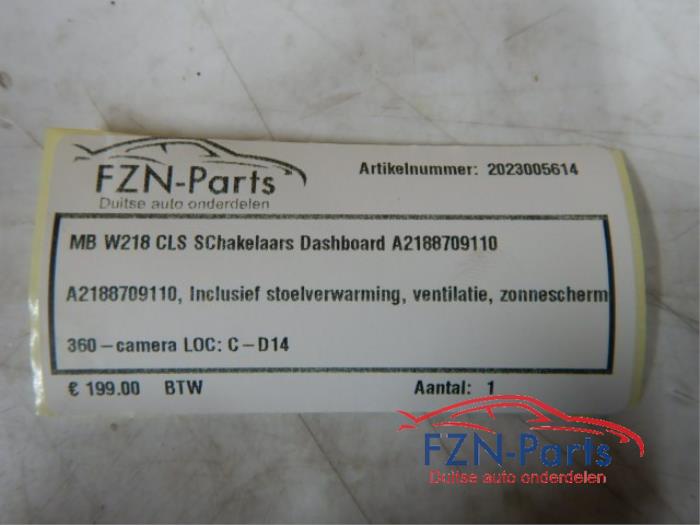 FZN-Parts
Duitse auto onderdelen
Artikelnummer: 2023005614
MB W218 CLS SChakelaars Dashboard A2188709110
A2188709110, Inclusief stoelverwarming, ventilatie, zonnescherm
360-camera LOC: C-D14
€ 199.00 BTW Aantal: 1
FZN-Parts
Duitse auto onderdelen